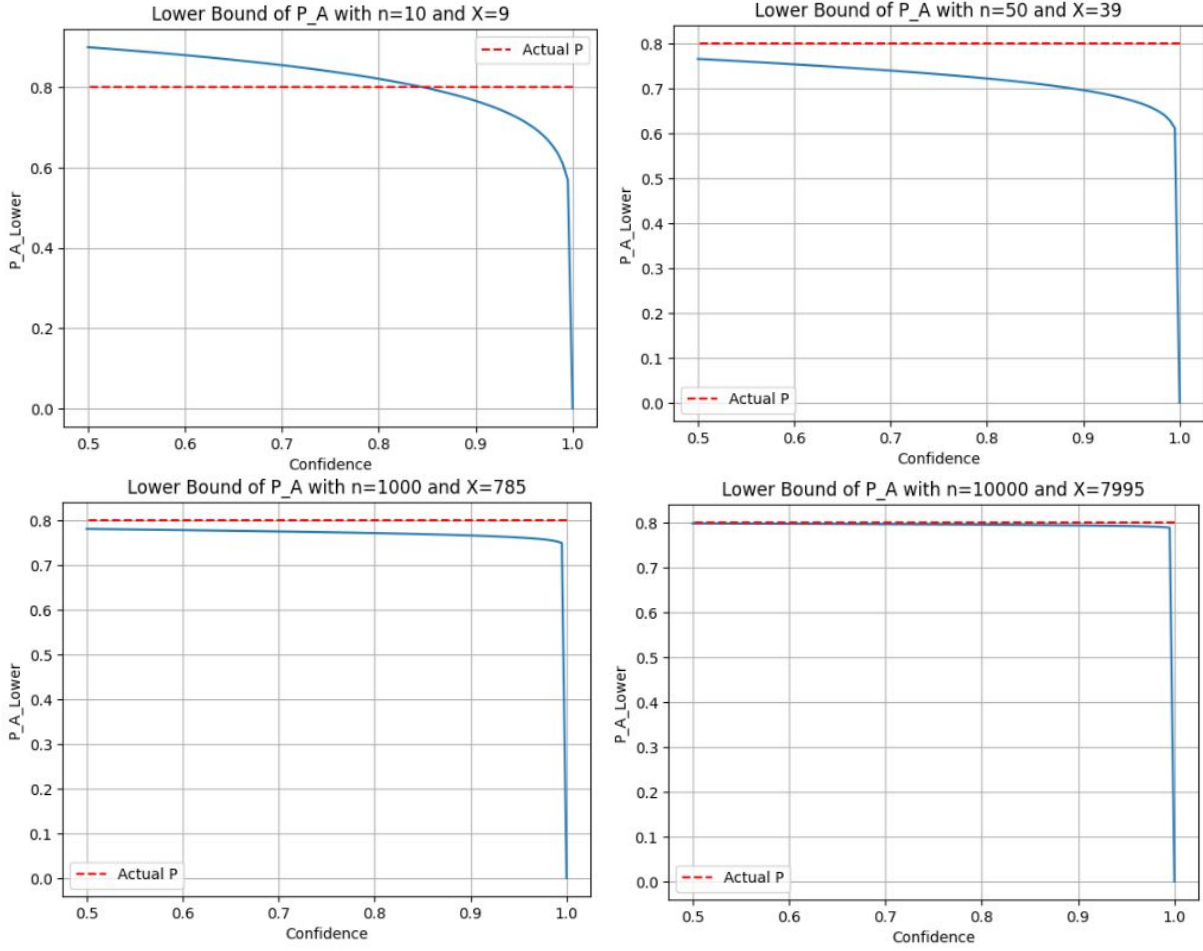 Lower Bound of P_A with n=10 and X=9
Actual P
0.8
0.6
0.4
0.2
0.0
P_A_Lower
0.5 0.6 0.7 0.8 0.9 1.0
Confidence
Lower Bound of P_A with n=50 and X=39
0.8
0.7
0.6
0.5
0.4
0.3
0.2
0.1
0.0
P_A_Lower
Actual P
0.5 0.6 0.7 0.8 0.9 1.0
Confidence
Lower Bound of P_A with n=1000 and X=785
0.8
0.7
0.6
0.5
0.4
0.3
0.2
0.1
0.0
P_A_Lower
Actual P
0.5 0.6 0.7 0.8 0.9 1.0
Confidence
Lower Bound of P_A with n=10000 and X=7995
0.8
0.7
0.6
0.5
0.4
0.3
0.2
0.1
0.0
P_A_Lower
Actual P
0.5 0.6 0.7 0.8 0.9 1.0
Confidence